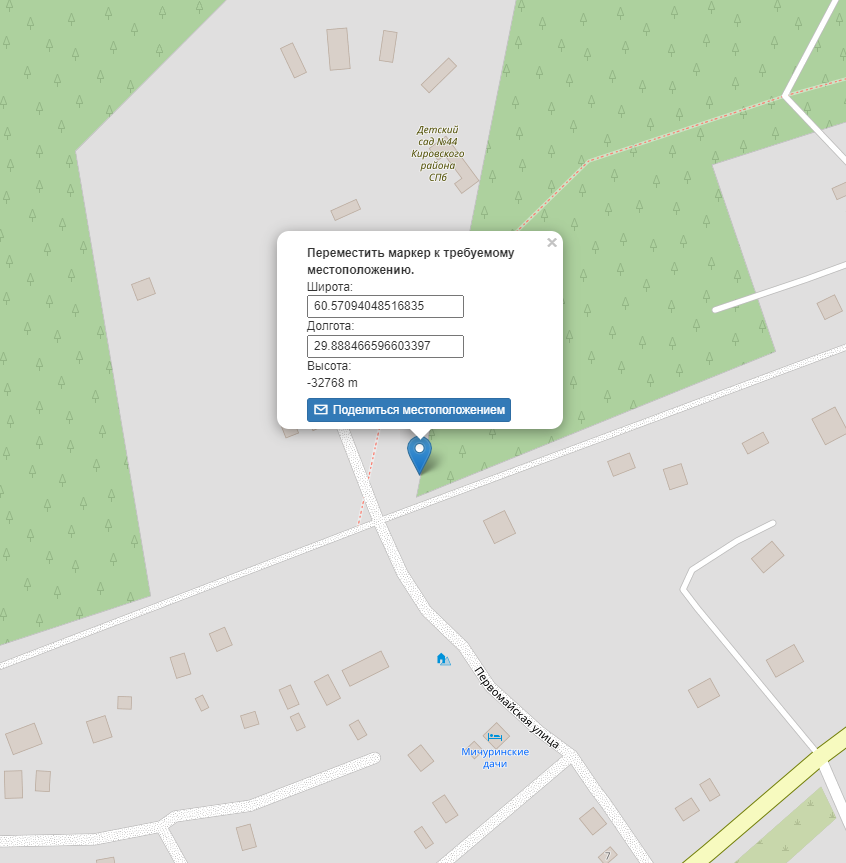 Детский
сад №44
Кировского
района
СПб
×
Переместить маркер к требуемому
местоположению.
Широта:
60.57094048516835
Долгота:
29.888466596603397
Высота:
-32768 m
Поделиться местоположением
Первомайская улица
Мичуринские
дачи
7